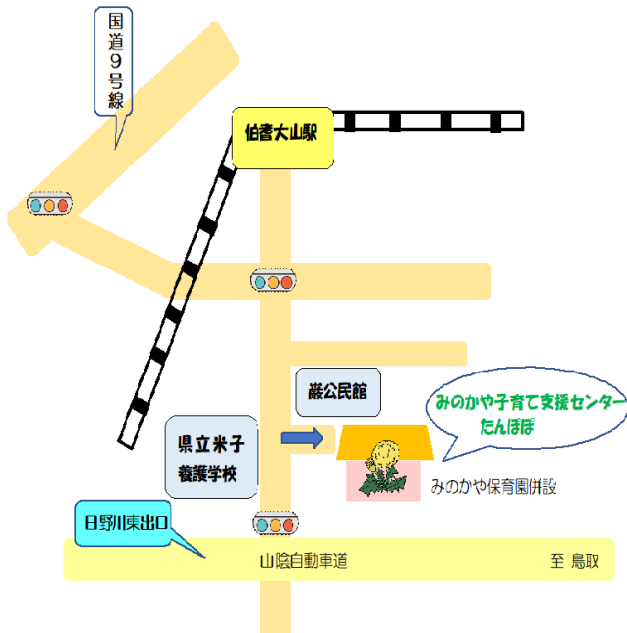 国道9号線
伯耆大山駅
巌公民館
みのかや子育て支援センター
たんぽぽ
県立米子
養護学校
みのかや保育園併設
日野川東出口
山陰自動車道
至 鳥取